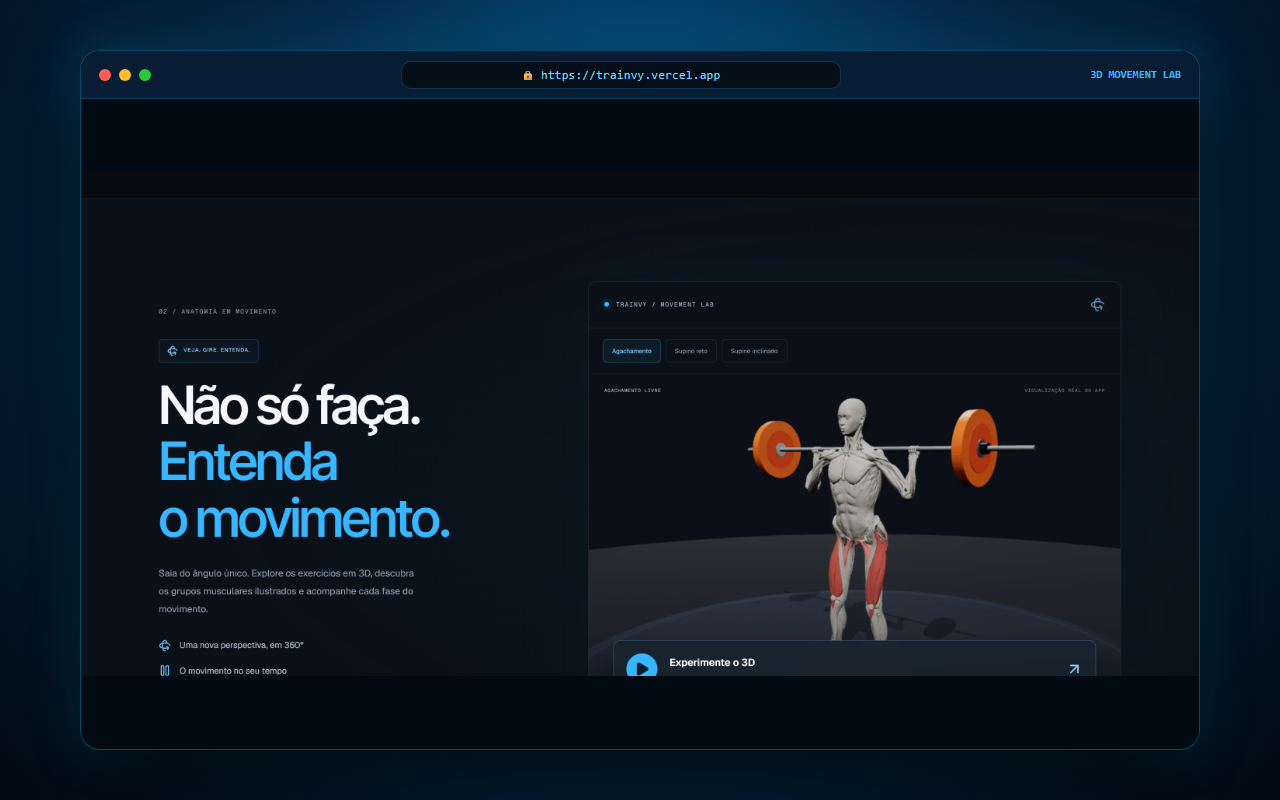 https://trainvy.vercel.app
3D MOVEMENT LAB
02 / ANATOMIA EM MOVIMENTO
VEJA. GIRE. ENTENDA.
Não só faça.
Entenda
o movimento.
Saia do ângulo único. Explore os exercícios em 3D, descubra
os grupos musculares ilustrados e acompanhe cada fase do
movimento.
Uma nova perspectiva, em 360°
O movimento no seu tempo
TRAINVY / MOVEMENT LAB
Agachamento
Supino reto
Supino inclinado
AGACHAMENTO LIVRE
VISUALIZAÇÃO REAL DO APP
Experimente o 3D